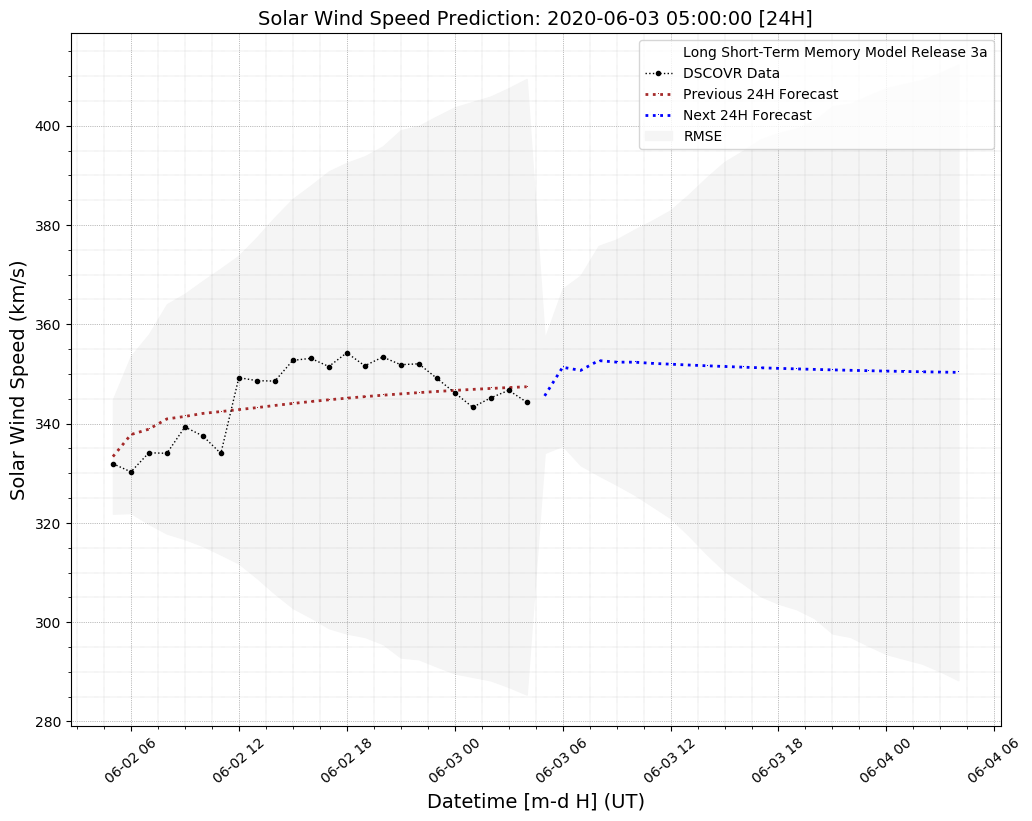 Solar Wind Speed Prediction: 2020-06-03 05:00:00 [24H]
Long Short-Term Memory Model Release 3a
DSCOVR Data
Previous 24H Forecast
Next 24H Forecast
RMSE
Solar Wind Speed (km/s)
400
380
360
340
320
300
280
06-02 06
06-02 12
06-02 18
06-03 00
06-03 06
06-03 12
06-03 18
06-04 00
06-04 06
Datetime [m-d H] (UT)